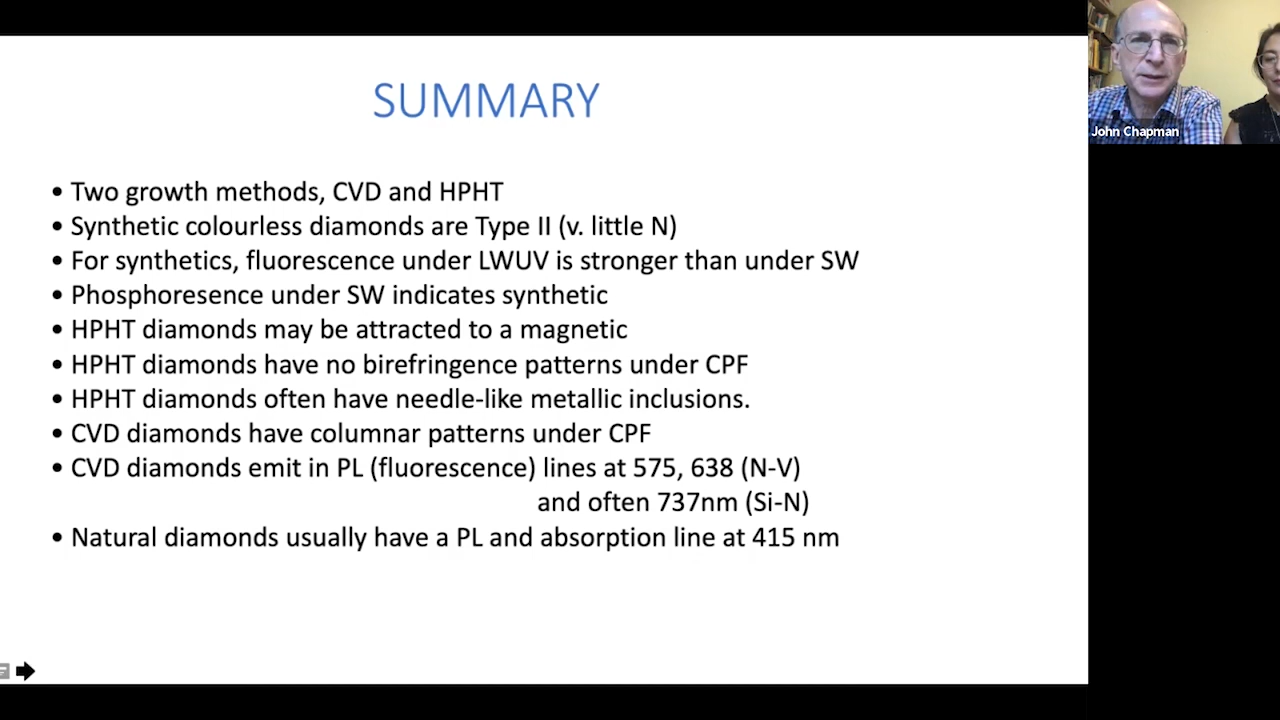 SUMMARY
• Two growth methods, CVD and HPHT
• Synthetic colourless diamonds are Type II (v. little N)
• For synthetics, fluorescence under LWUV is stronger than under SW
• Phosphoresence under SW indicates synthetic
• HPHT diamonds may be attracted to a magnetic
• HPHT diamonds have no birefringence patterns under CPF
• HPHT diamonds often have needle-like metallic inclusions.
• CVD diamonds have columnar patterns under CPF
• CVD diamonds emit in PL (fluorescence) lines at 575, 638 (N-V)
and often 737nm (Si-N)
• Natural diamonds usually have a PL and absorption line at 415 nm
John Chapman